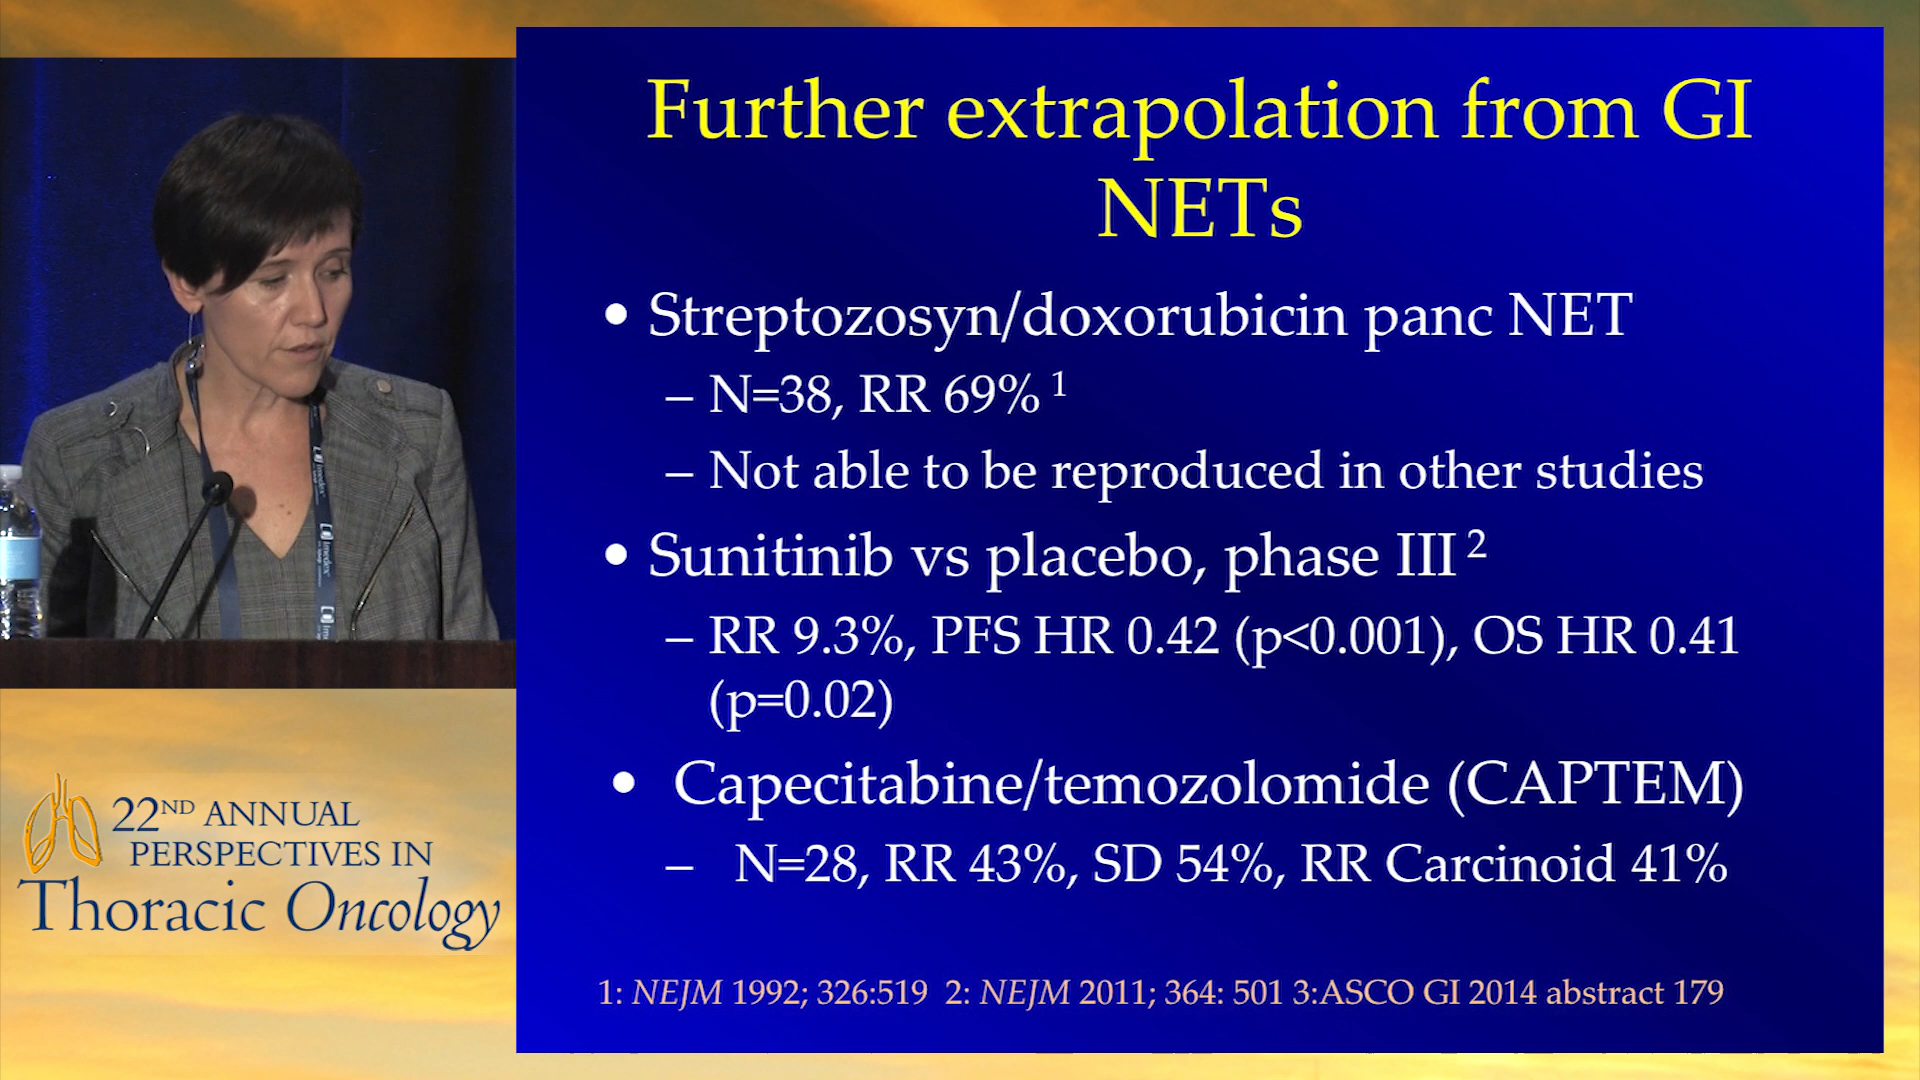 Further extrapolation from GI
NETs
• Streptozosyn/doxorubicin panc NET
– N=38, RR 69% 1
– Not able to be reproduced in other studies
• Sunitinib vs placebo, phase III 2
– RR 9.3%, PFS HR 0.42 (p<0.001), OS HR 0.41
(p=0.02)
• Capecitabine/temozolomide (CAPTEM)
– N=28, RR 43%, SD 54%, RR Carcinoid 41%
1: NEJM 1992; 326:519 2: NEJM 2011; 364: 501 3:ASCO GI 2014 abstract 179
22ND ANNUAL
PERSPECTIVES IN
Thoracic Oncology
imedex
imedex